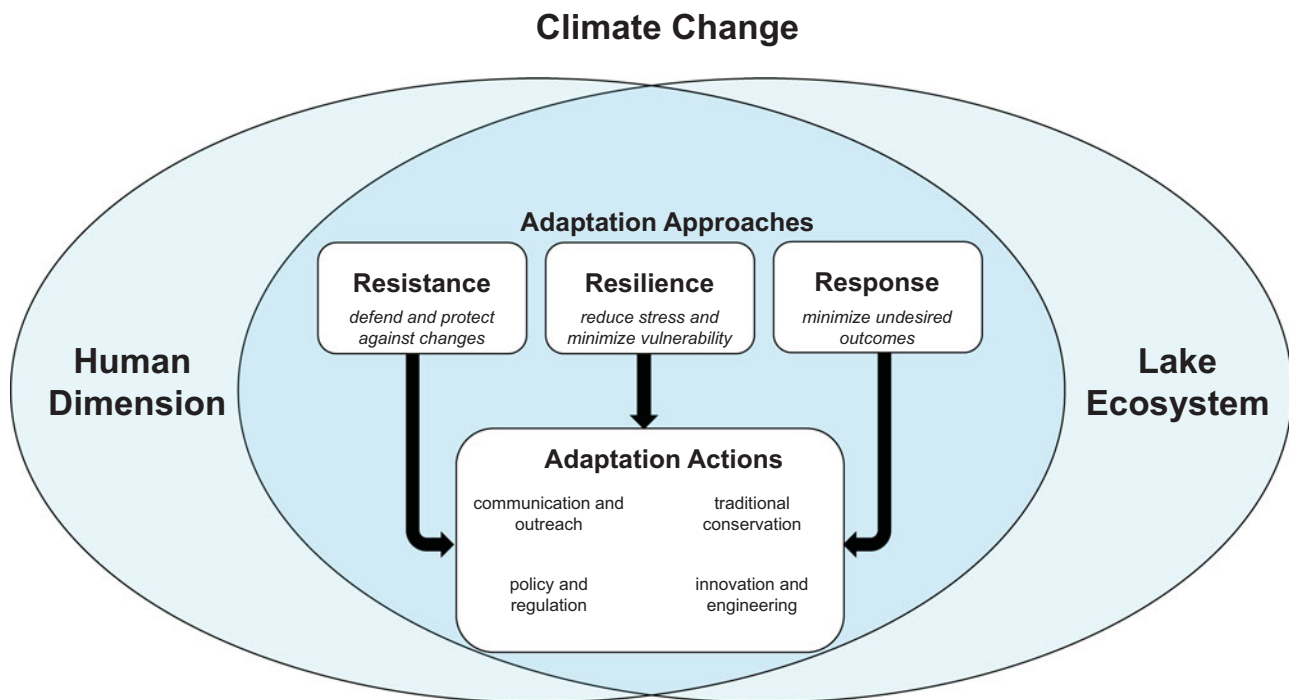 Climate Change
Adaptation Approaches
Resistance
defend and protect
against changes
Resilience
reduce stress and
minimize vulnerability
Response
minimize undesired
outcomes
Human
Dimension
Lake
Ecosystem
Adaptation Actions
communication and
outreach
traditional
conservation
policy and
regulation
innovation and
engineering